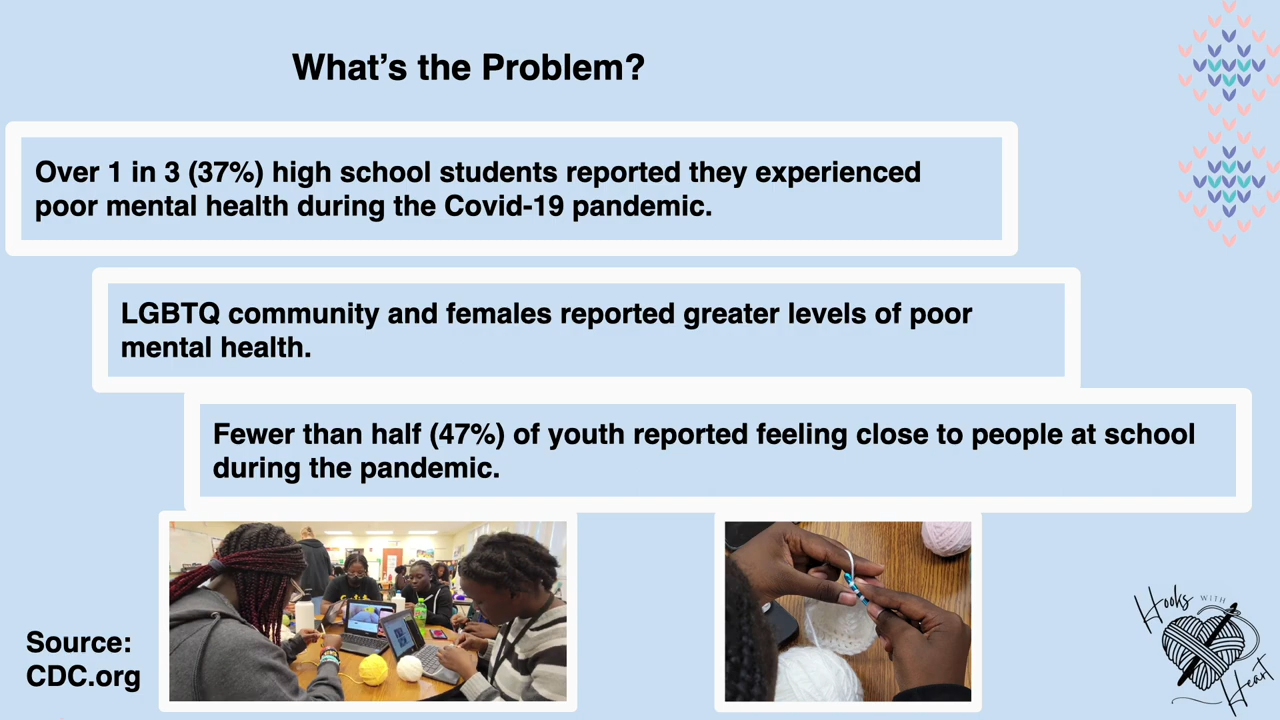 What’s the Problem?
Over 1 in 3 (37%) high school students reported they experienced
poor mental health during the Covid-19 pandemic.
LGBTQ community and females reported greater levels of poor
mental health.
Fewer than half (47%) of youth reported feeling close to people at school
during the pandemic.
Source:
CDC.org
Hooks WITH
Heart